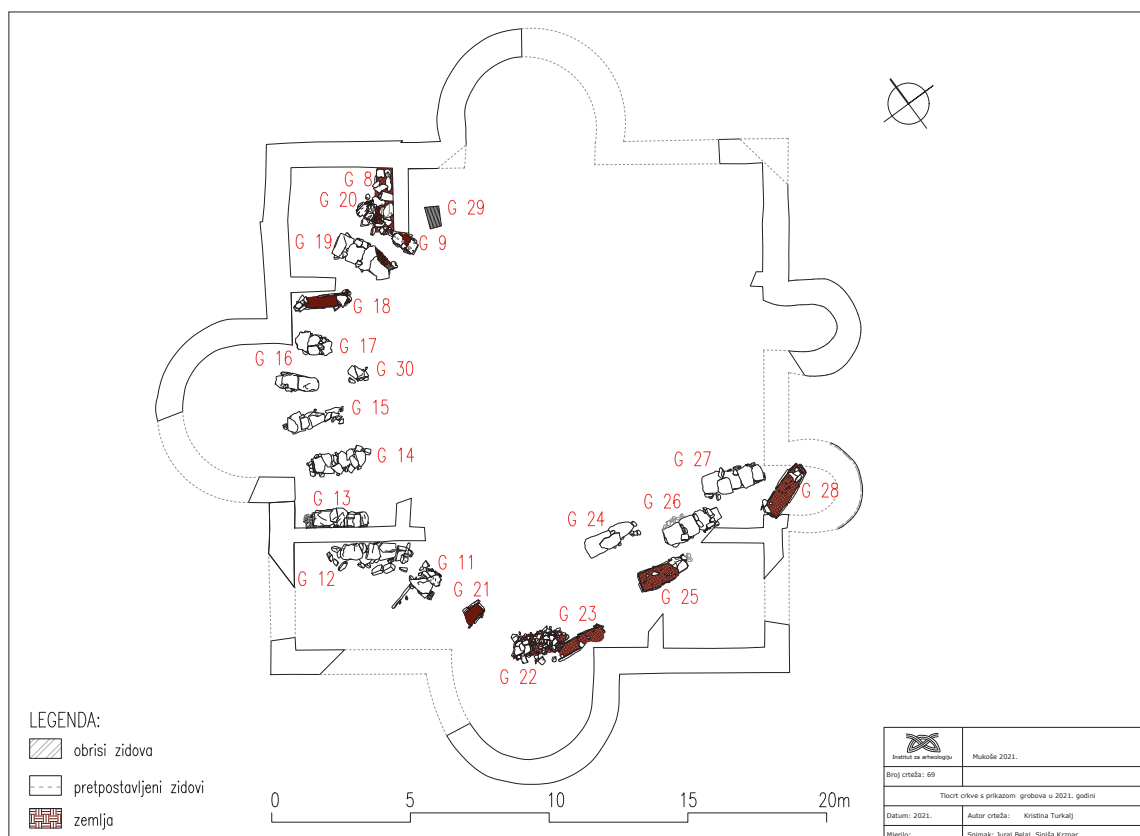 G 8
G 20
G 29
G 19
G 9
G 18
G 17
G 16
G 30
G 15
G 14
G 27
G 28
G 13
G 26
G 24
G 12
G 11
G 25
G 21
G 23
G 22
LEGENDA:
obrisi zidova
pretpostavljeni zidovi
zemlja
0 5 10 15 20m
Institut za arheologiju
Mukoše 2021.
Broj crteža: 69
Tlocrt crkve s prikazom grobova u 2021. godini
Datum: 2021.
Autor crteža: Kristina Turkalj
Mjerilo:
Snimak: Juraj Belaj, Siniša Krznar